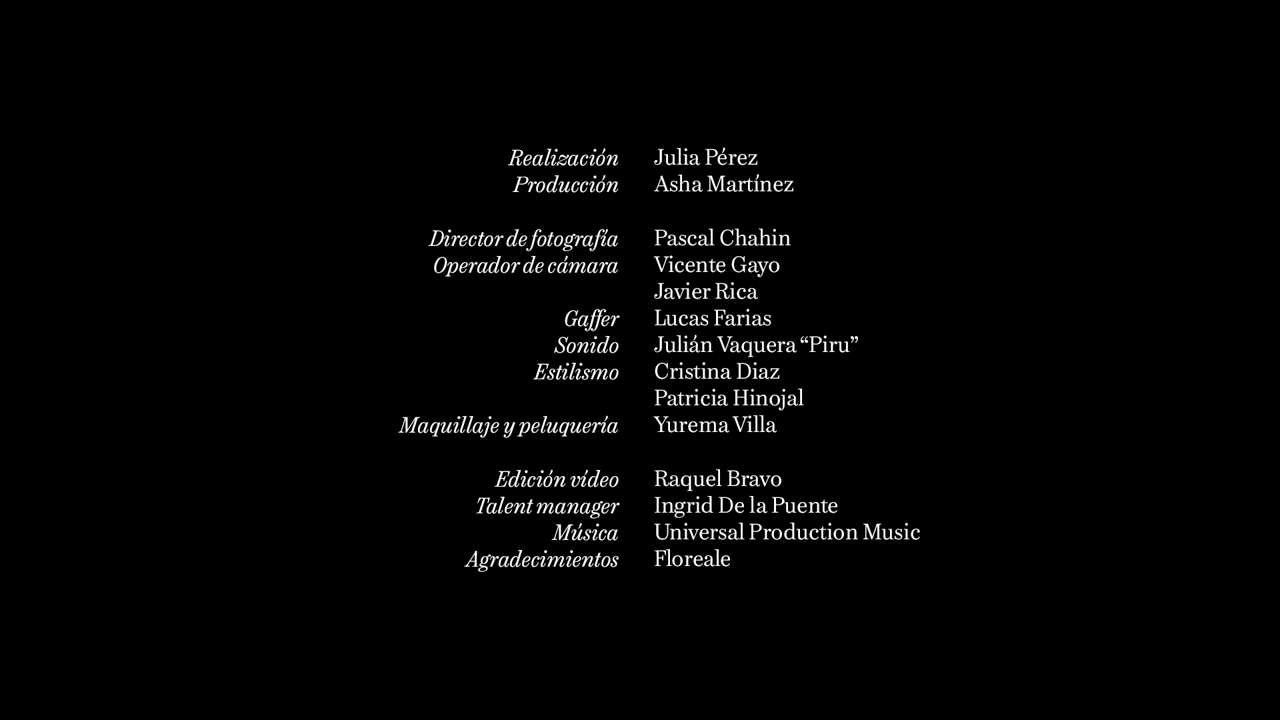 Realización Julia Pérez
Producción Asha Martínez
Director de fotografía Pascal Chahin
Operador de cámara Vicente Gayo
Javier Rica
Gaffer Lucas Farias
Sonido Julián Vaquera “Piru”
Estilismo Cristina Diaz
Patricia Hinojal
Maquillaje y peluquería Yurema Villa
Edición vídeo Raquel Bravo
Talent manager Ingrid De la Puente
Música Universal Production Music
Agradecimientos Floreale